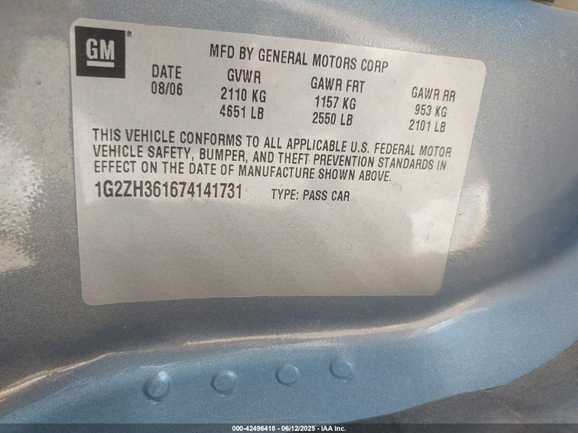 GM
MFD BY GENERAL MOTORS CORP
DATE GVWR GAWR FRT GAWR RR
08/06 2110 KG 1157 KG 953 KG
4651 LB 2550 LB 2101 LB
THIS VEHICLE CONFORMS TO ALL APPLICABLE U.S. FEDERAL MOTOR
VEHICLE SAFETY, BUMPER, AND THEFT PREVENTION STANDARDS IN
EFFECT ON THE DATE OF MANUFACTURE SHOWN ABOVE.
1G2ZH361674141731 TYPE: PASS CAR
000-42496418 - 06/12/2025 - IAA Inc.